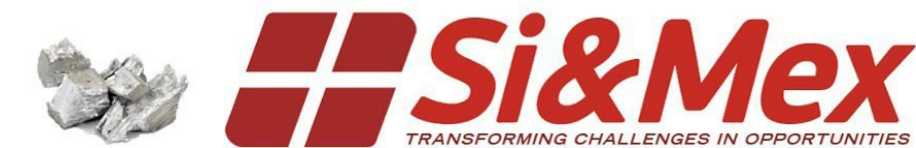 Si&Mex
TRANSFORMING CHALLENGES IN OPPORTUNITIES